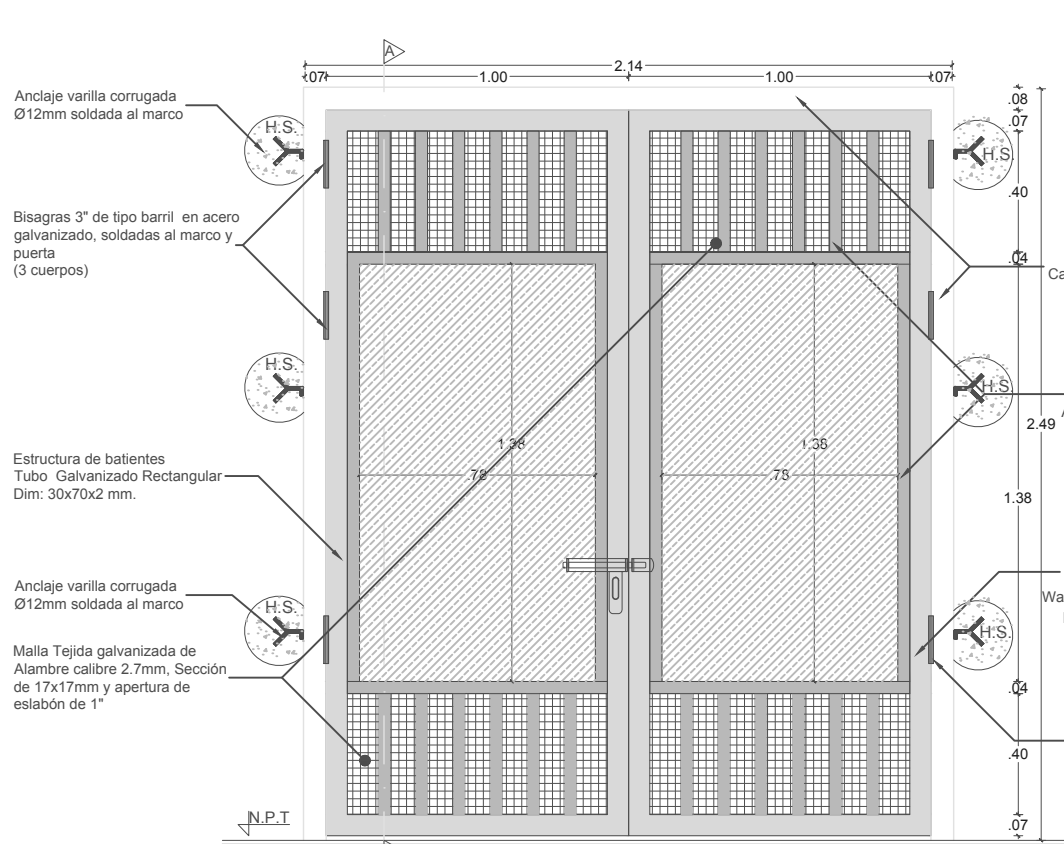 A
2.14
.07
1.00
1.00
.07
Anclaje varilla corrugada
Ø12mm soldada al marco
H.S.
H.S.
.08
.07
.40
Bisagras 3" de tipo barril en acero
galvanizado, soldadas al marco y
puerta
(3 cuerpos)
.04
Ca
H.S.
H.S.
A
2.49
1.38
1.38
.78
.78
Estructura de batientes
Tubo Galvanizado Rectangular
Dim: 30x70x2 mm.
1.38
Anclaje varilla corrugada
Ø12mm soldada al marco
H.S.
H.S.
Wa
Malla Tejida galvanizada de
Alambre calibre 2.7mm, Sección
de 17x17mm y apertura de
eslabón de 1"
.04
.40
N.P.T
.07